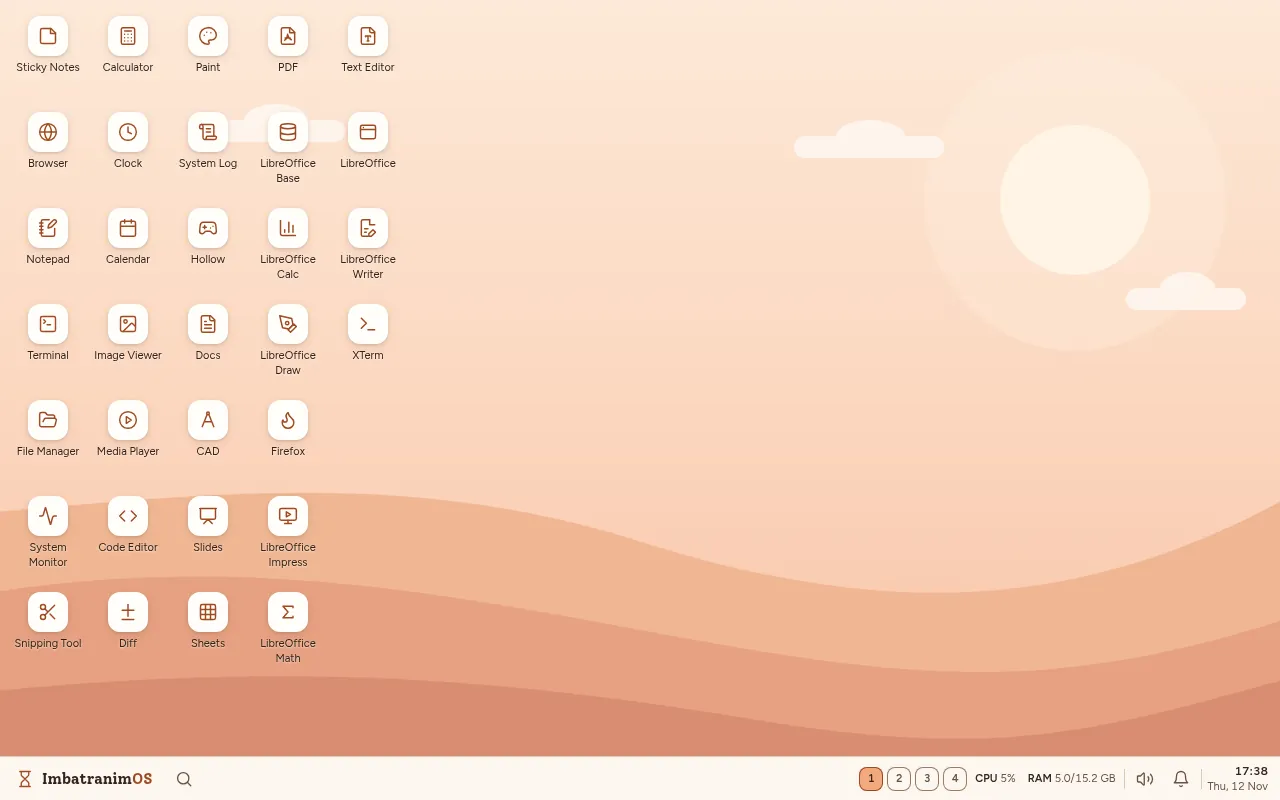 Sticky Notes
Calculator
Paint
PDF
Text Editor
Browser
Clock
System Log
LibreOffice
Base
LibreOffice
Notepad
Calendar
Hollow
LibreOffice
Calc
LibreOffice
Writer
Terminal
Image Viewer
Docs
LibreOffice
Draw
XTerm
File Manager
Media Player
CAD
Firefox
System
Monitor
Code Editor
Slides
LibreOffice
Impress
Snipping Tool
Diff
Sheets
LibreOffice
Math
ImbatranimOS
1 2 3 4 CPU 5% RAM 5.0/15.2 GB
17:38
Thu, 12 Nov